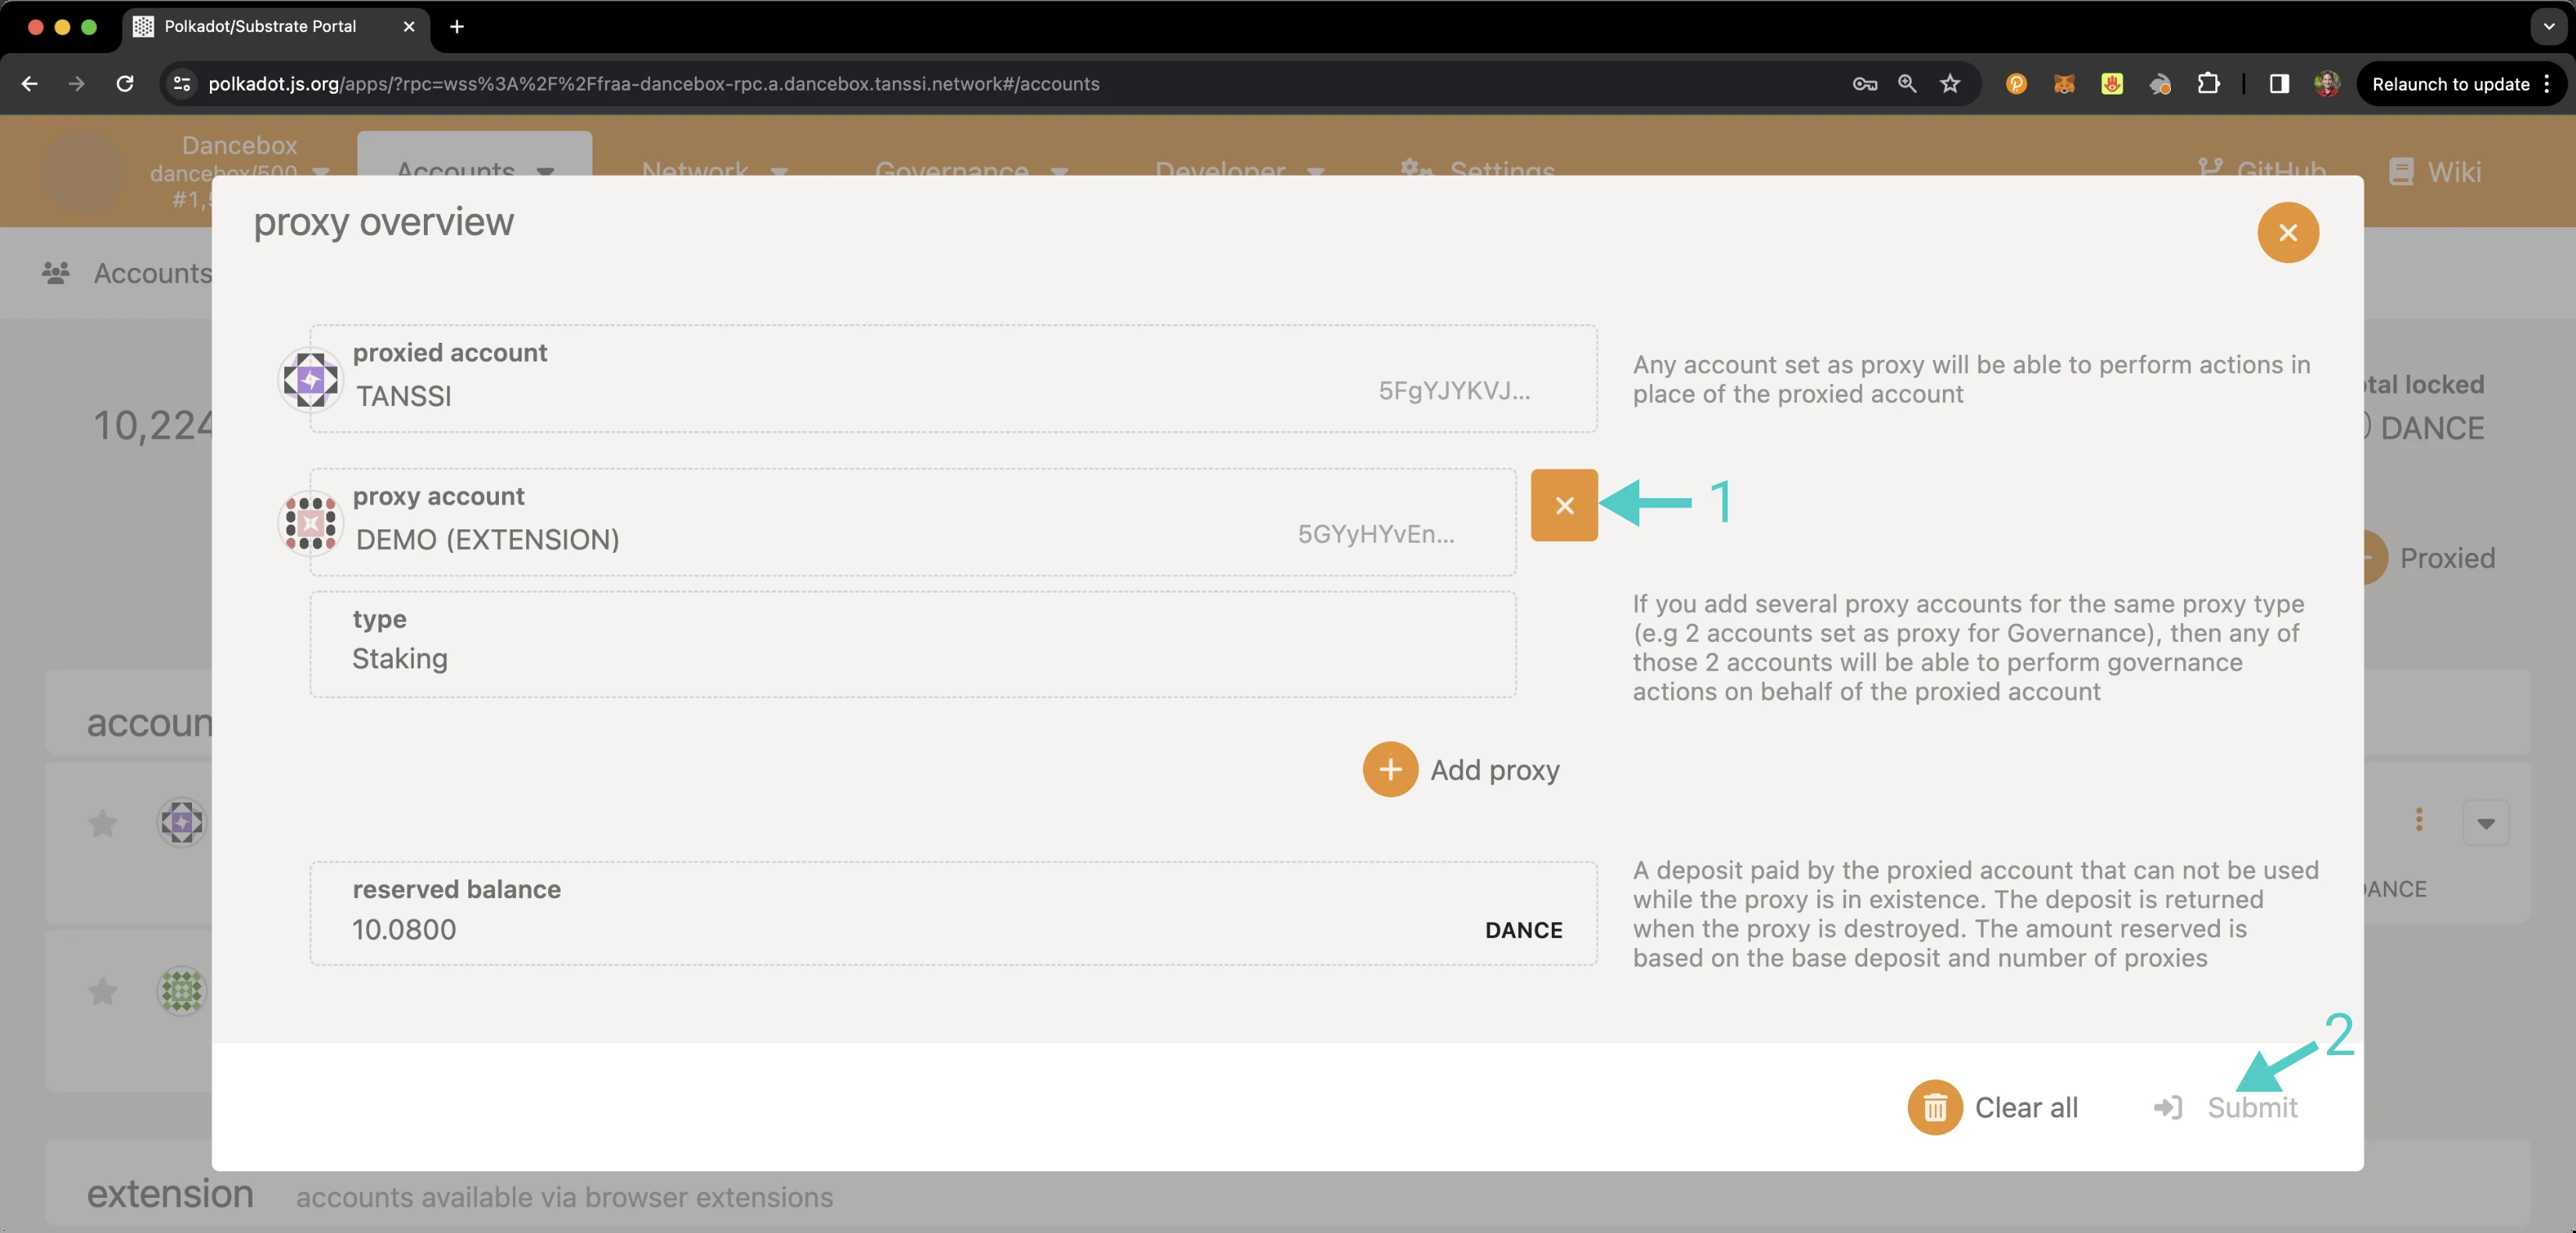 Polkadot/Substrate Portal
polkadot.js.org/apps/?rpc=wss%3A%2F%2Ffraa-dancebox-rpc.a.dancebox.tanssi.network#/accounts
Relaunch to update
Dancebox
dancebox/500
Accounts
Network
Governance
Developer
Settings
GitHub
Wiki
proxy overview
Accounts
proxied account
TANSSI
5FgYJYKVJ...
Any account set as proxy will be able to perform actions in
place of the proxied account
10,224
tal locked
DANCE
proxy account
DEMO (EXTENSION)
5GYyHYvEn...
1
Proxied
type
Staking
If you add several proxy accounts for the same proxy type
(e.g 2 accounts set as proxy for Governance), then any of
those 2 accounts will be able to perform governance
actions on behalf of the proxied account
accoun
Add proxy
reserved balance
10.0800
DANCE
A deposit paid by the proxied account that can not be used
while the proxy is in existence. The deposit is returned
when the proxy is destroyed. The amount reserved is
based on the base deposit and number of proxies
DANCE
2
Clear all
Submit
extension
accounts available via browser extensions